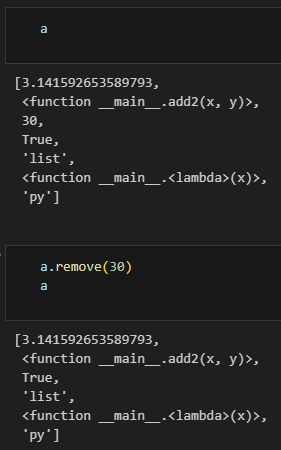 a
[3.141592653589793,
 <function __main__.add2(x, y)>,
 30,
 True,
 'list',
 <function __main__.<lambda>(x)>,
 'py']
a.remove(30)
a
[3.141592653589793,
 <function __main__.add2(x, y)>,
 True,
 'list',
 <function __main__.<lambda>(x)>,
 'py']